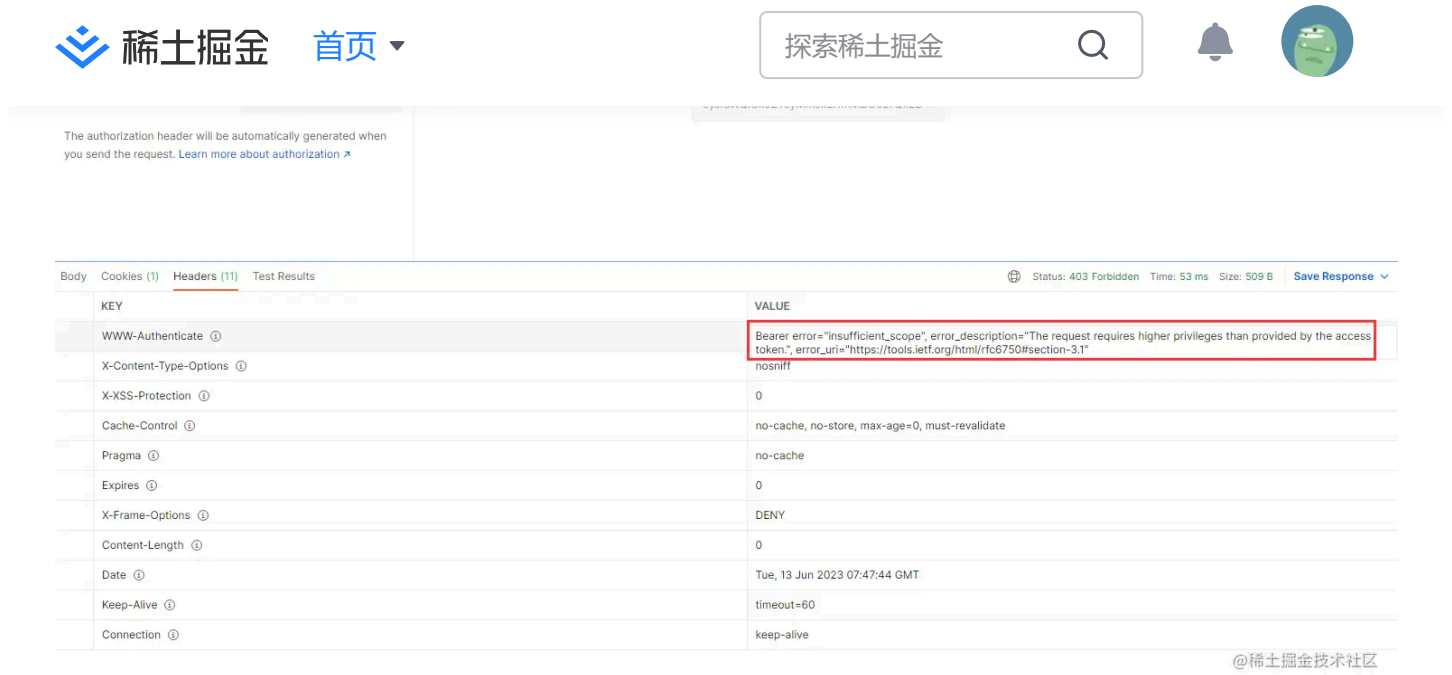 稀土掘金 首页
探索稀土掘金
The authorization header will be automatically generated when
you send the request. Learn more about authorization ↗
Body Cookies (1) Headers (11) Test Results Status: 403 Forbidden Time: 53 ms Size: 509 B Save Response
KEY VALUE
WWW-Authenticate Bearer error="insufficient_scope", error_description="The request requires higher privileges than provided by the access
token.", error_uri="https://tools.ietf.org/html/rfc6750#section-3.1"
X-Content-Type-Options nosniff
X-XSS-Protection 0
Cache-Control no-cache, no-store, max-age=0, must-revalidate
Pragma no-cache
Expires 0
X-Frame-Options DENY
Content-Length 0
Date Tue, 13 Jun 2023 07:47:44 GMT
Keep-Alive timeout=60
Connection keep-alive
@稀土掘金技术社区